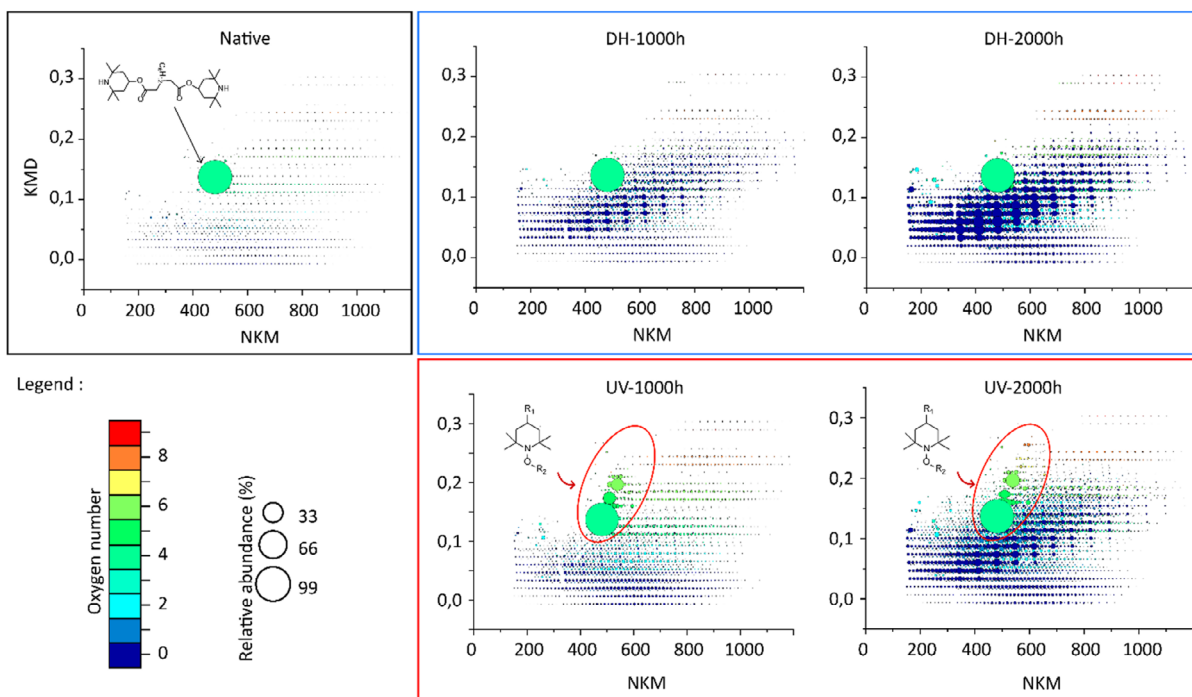 Native
KMD
0,3
0,2
0,1
0,0
0
200
400
600
800
1000
NKM
HN
O
O
O
O
NH
DH-1000h
0,3
0,2
0,1
0,0
0
200
400
600
800
1000
NKM
DH-2000h
0,3
0,2
0,1
0,0
0
200
400
600
800
1000
NKM
Legend :
Oxygen number
8
6
4
2
0
Relative abundance (%)
33
66
99
UV-1000h
0,3
0,2
0,1
0,0
0
200
400
600
800
1000
NKM
R1
N
O-R2
UV-2000h
0,3
0,2
0,1
0,0
0
200
400
600
800
1000
NKM
R1
N
O-R2